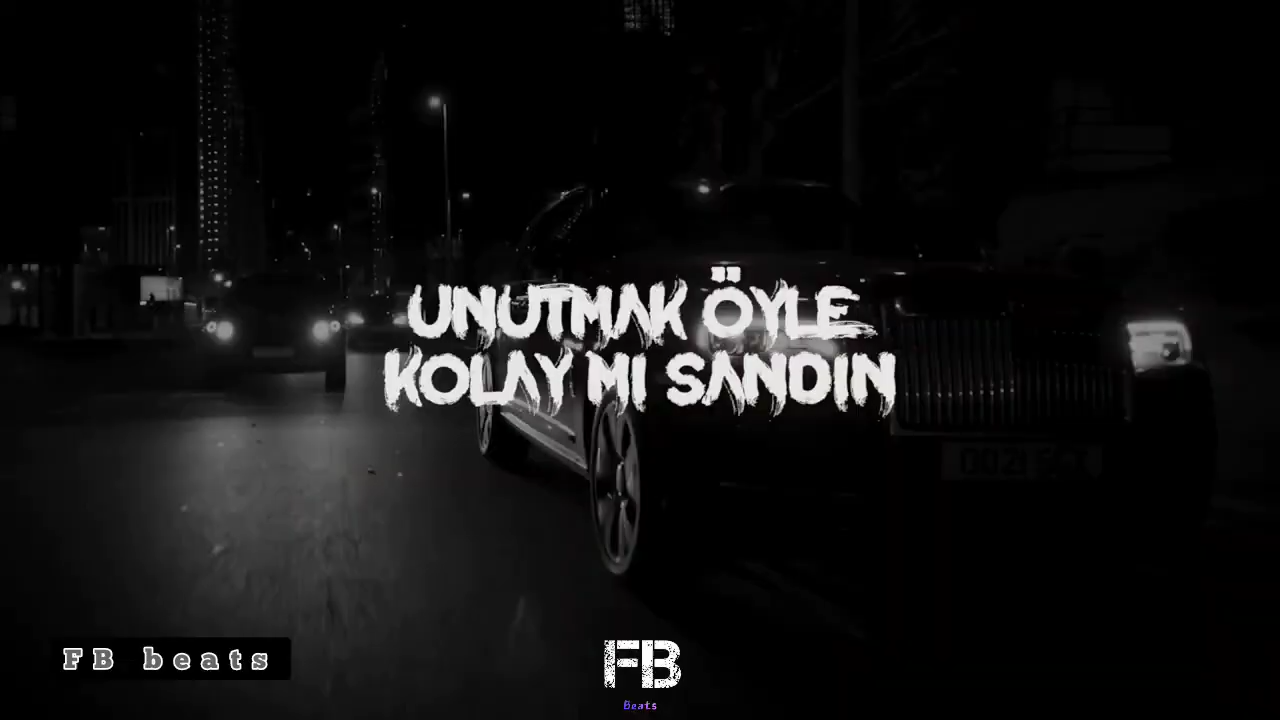 UNUTMAK ÖYLE
KOLAY MI SANDIN
FB beats
FB
Beats